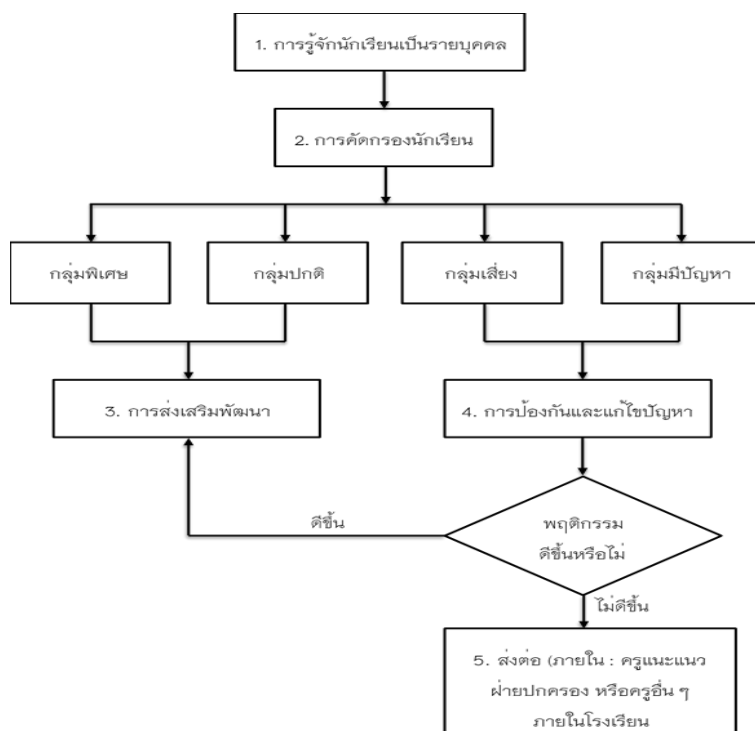 1. การรู้จักนักเรียนเป็นรายบุคคล
2. การคัดกรองนักเรียน
กลุ่มพิเศษ
กลุ่มปกติ
กลุ่มเสี่ยง
กลุ่มมีปัญหา
3. การส่งเสริมพัฒนา
4. การป้องกันและแก้ไขปัญหา
ดีขึ้น
พฤติกรรม
ดีขึ้นหรือไม่
ไม่ดีขึ้น
5. ส่งต่อ (ภายใน : ครูแนะแนว
ฝ่ายปกครอง หรือครูอื่น ๆ
ภายในโรงเรียน